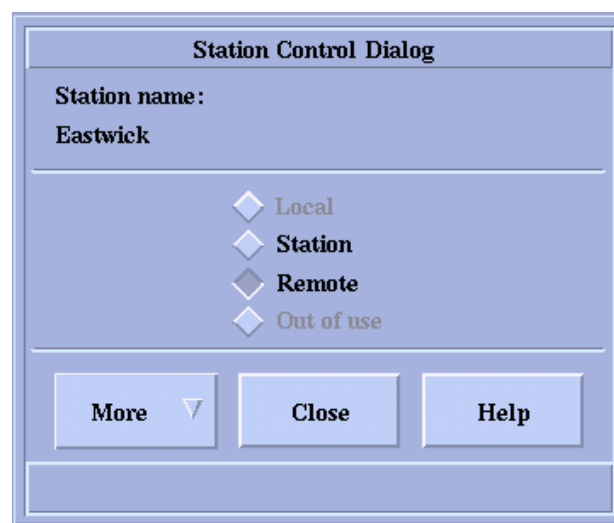 Station Control Dialog
Station name:
Eastwick
Local
Station
Remote
Out of use
More
Close
Help